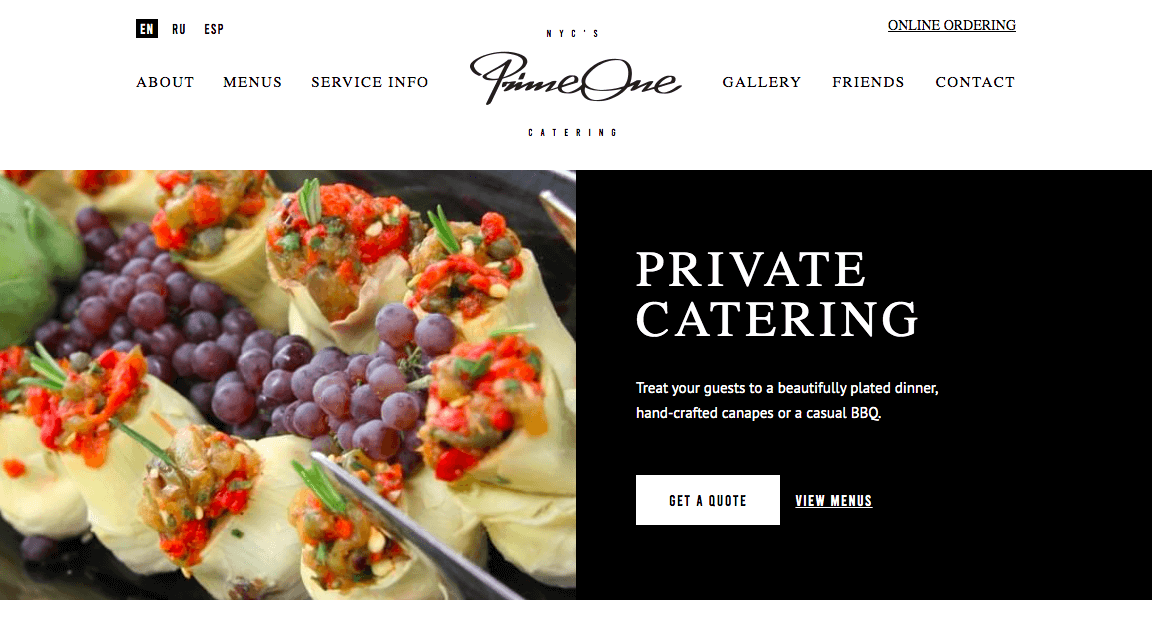 EN RU ESP
ONLINE ORDERING
NYC'S
ABOUT MENUS SERVICE INFO
PrimeOne
GALLERY FRIENDS CONTACT
CATERING
PRIVATE
CATERING
Treat your guests to a beautifully plated dinner,
hand-crafted canapes or a casual BBQ.
GET A QUOTE VIEW MENUS